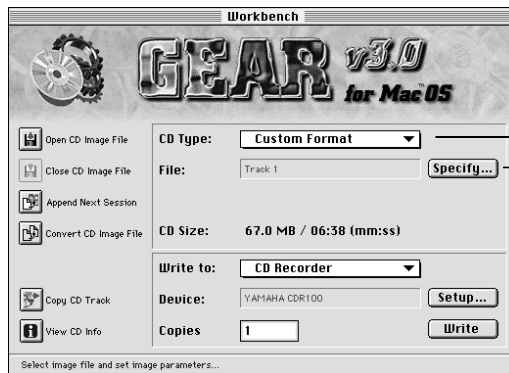 Workbench
GEAR v3.0
for Mac™OS
Open CD Image File
CD Type: Custom Format
Close CD Image File
File: Track 1 Specify...
Append Next Session
Convert CD Image File
CD Size: 67.0 MB / 06:38 (mm:ss)
Write to: CD Recorder
Copy CD Track
Device: YAMAHA CDR100 Setup...
View CD Info
Copies 1 Write
Select image file and set image parameters...